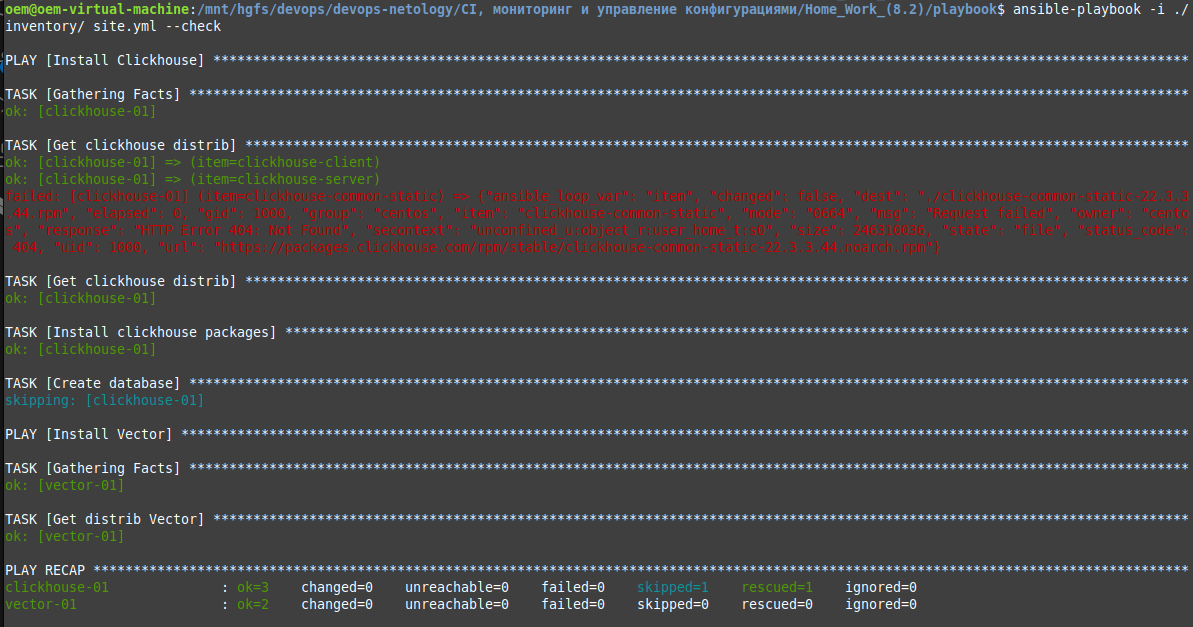 oem@oem-virtual-machine:/mnt/hgfs/devops/devops-netology/CI, мониторинг и управление конфигурациями/Home_Work_(8.2)/playbook$ ansible-playbook -i ./
inventory/ site.yml --check
PLAY [Install Clickhouse] *************************************************************************************************************************
TASK [Gathering Facts] ****************************************************************************************************************************
ok: [clickhouse-01]
TASK [Get clickhouse distrib] *********************************************************************************************************************
ok: [clickhouse-01] => (item=clickhouse-client)
ok: [clickhouse-01] => (item=clickhouse-server)
failed: [clickhouse-01] (item=clickhouse-common-static) => {"ansible_loop_var": "item", "changed": false, "dest": "./clickhouse-common-static-22.3.3
.44.rpm", "elapsed": 0, "gid": 1000, "group": "centos", "item": "clickhouse-common-static", "mode": "0664", "msg": "Request failed", "owner": "cento
s", "response": "HTTP Error 404: Not Found", "secontext": "unconfined_u:object_r:user_home_t:s0", "size": 246310036, "state": "file", "status_code":
 404, "uid": 1000, "url": "https://packages.clickhouse.com/rpm/stable/clickhouse-common-static-22.3.3.44.noarch.rpm"}
TASK [Get clickhouse distrib] *********************************************************************************************************************
ok: [clickhouse-01]
TASK [Install clickhouse packages] ****************************************************************************************************************
ok: [clickhouse-01]
TASK [Create database] ****************************************************************************************************************************
skipping: [clickhouse-01]
PLAY [Install Vector] *****************************************************************************************************************************
TASK [Gathering Facts] ****************************************************************************************************************************
ok: [vector-01]
TASK [Get distrib Vector] *************************************************************************************************************************
ok: [vector-01]
PLAY RECAP ****************************************************************************************************************************************
clickhouse-01              : ok=3    changed=0    unreachable=0    failed=0    skipped=1    rescued=1    ignored=0
vector-01                  : ok=2    changed=0    unreachable=0    failed=0    skipped=0    rescued=0    ignored=0